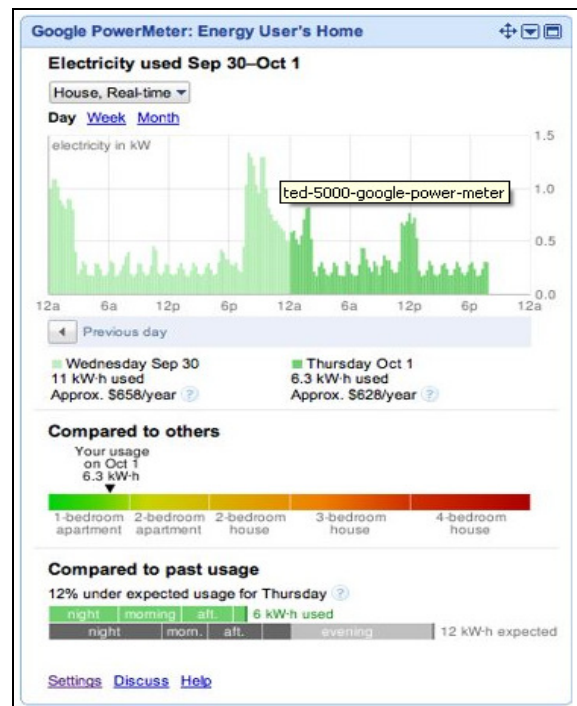 Google PowerMeter: Energy User's Home
Electricity used Sep 30–Oct 1
House, Real-time
Day Week Month
electricity in kW
1.5
ted-5000-google-power-meter
1.0
0.5
0.0
12a 6a 12p 6p 12a 6a 12p 6p 12a
Previous day
Wednesday Sep 30
11 kW·h used
Approx. $658/year ?
Thursday Oct 1
6.3 kW·h used
Approx. $628/year ?
Compared to others
Your usage
on Oct 1
6.3 kW·h
1-bedroom apartment
2-bedroom apartment
2-bedroom house
3-bedroom house
4-bedroom house
Compared to past usage
12% under expected usage for Thursday ?
night morning aft. 6 kW·h used
night morn. aft. evening 12 kW·h expected
Settings Discuss Help